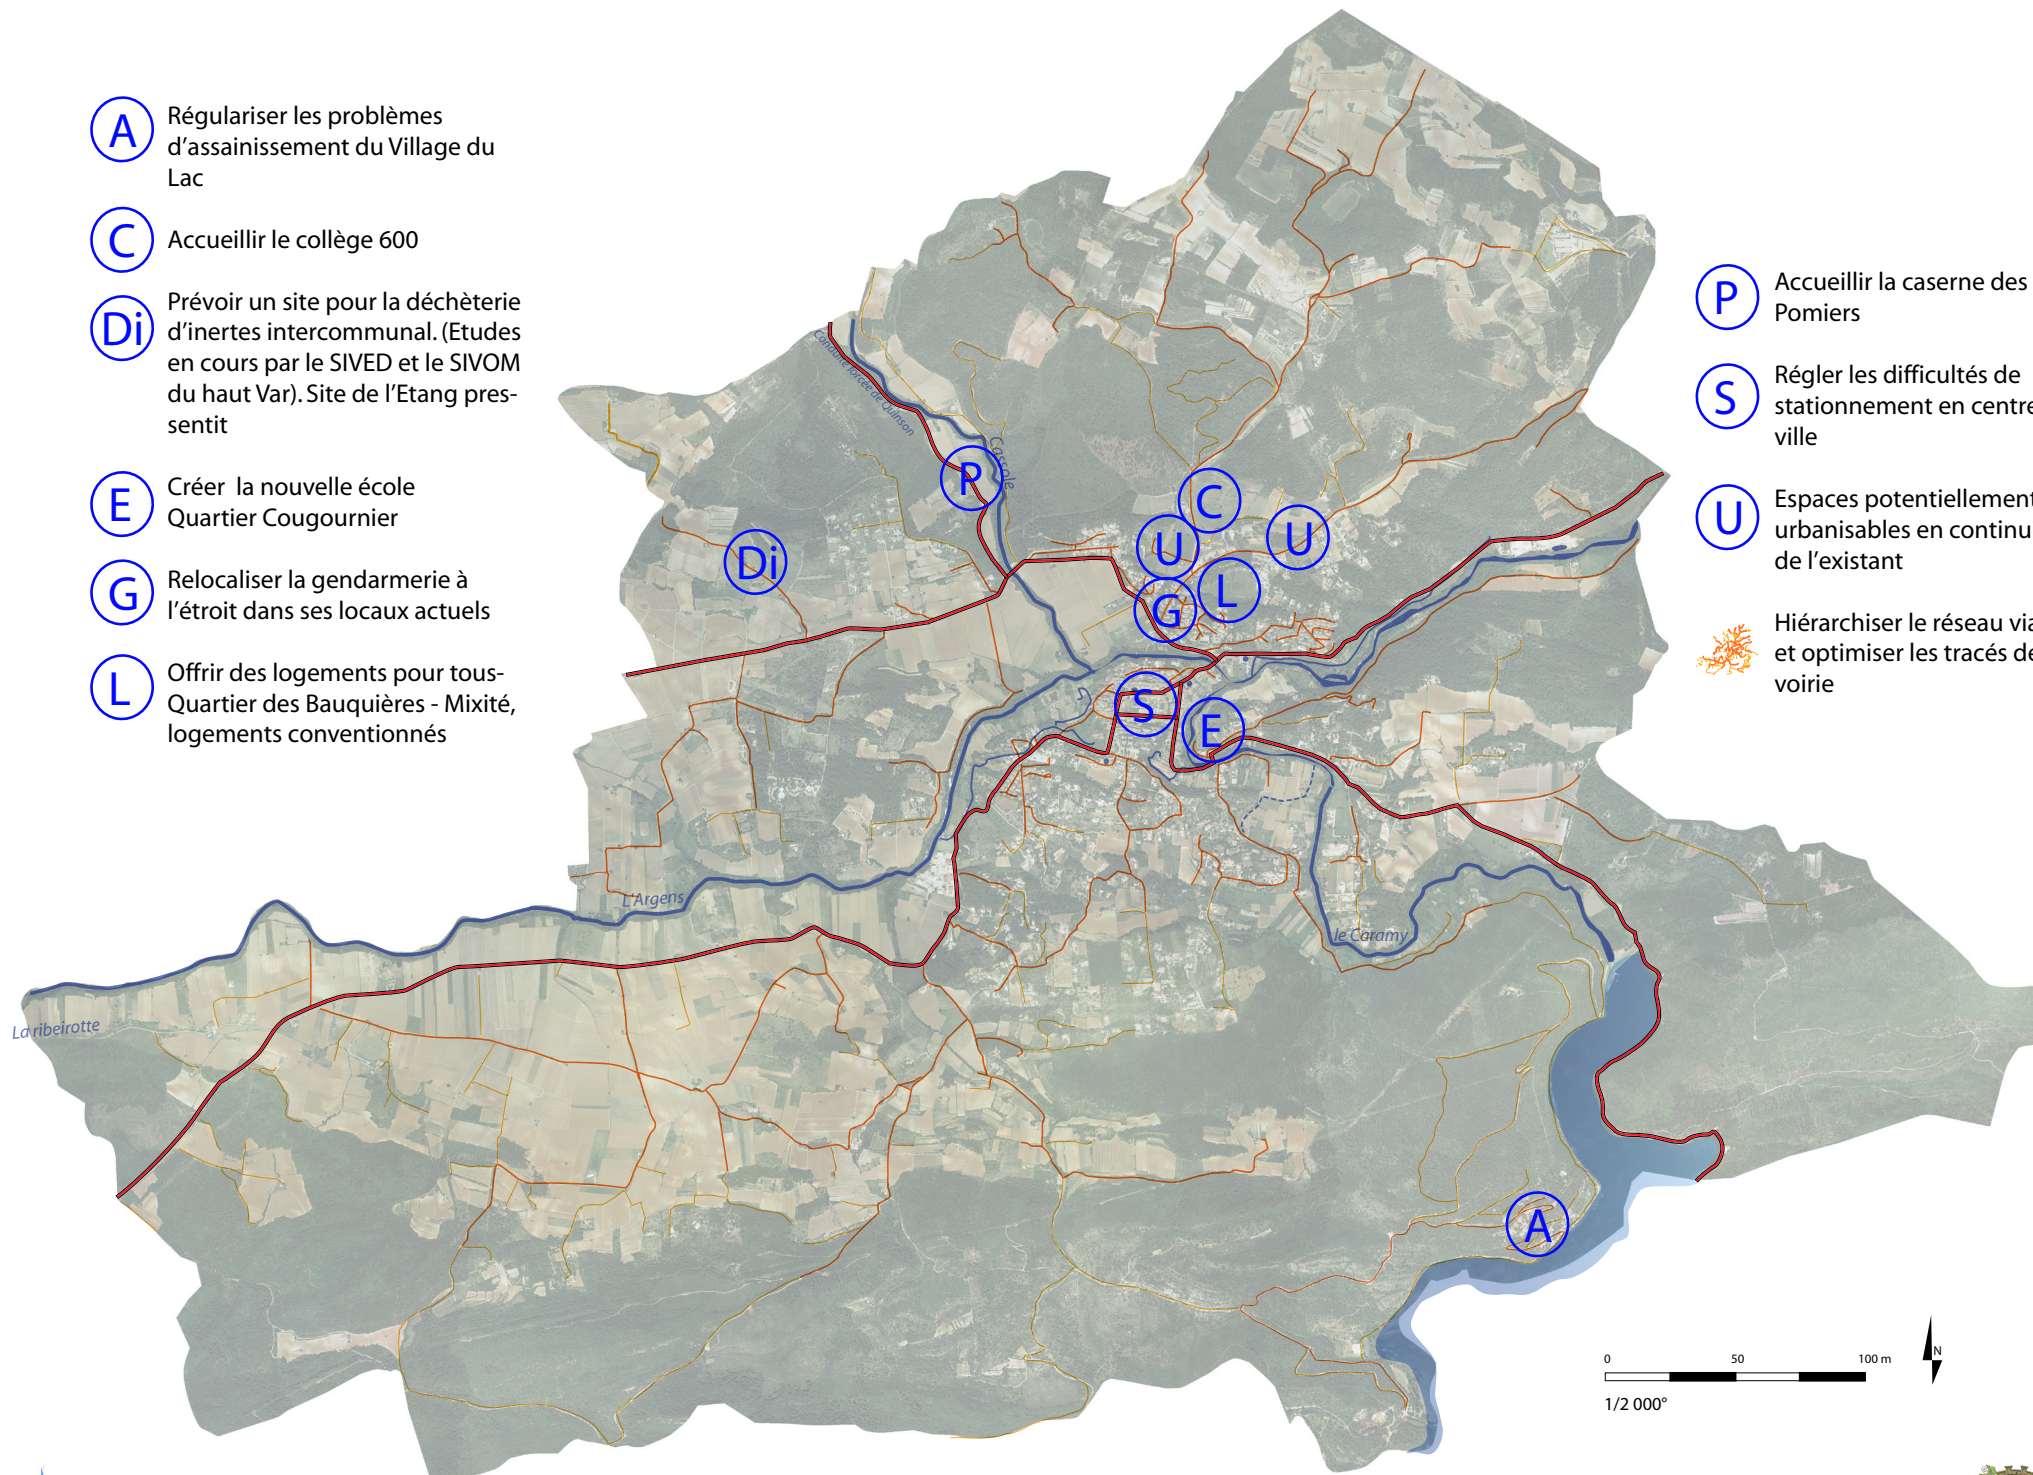 A
Régulariser les problèmes
d'assainissement du Village du
Lac
C
Accueillir le collège 600
Di
Prévoir un site pour la déchèterie
d'inertes intercommunal. (Etudes
en cours par le SIVED et le SIVOM
du haut Var). Site de l'Etang pres-
sentit
E
Créer la nouvelle école
Quartier Cougournier
G
Relocaliser la gendarmerie à
l'étroit dans ses locaux actuels
L
Offrir des logements pour tous-
Quartier des Bauquières - Mixité,
logements conventionnés
P
Accueillir la caserne des
Pomiers
S
Régler les difficultés de
stationnement en centre
ville
U
Espaces potentiellement
urbanisables en continu
de l'existant
Hiérarchiser le réseau via
et optimiser les tracés de
voirie
Conduite forcée de Quinson
Cassole
P
Di
C
U
U
L
G
S
E
L'Argens
le Caramy
La ribeirotte
A
0 50 100 m
1/2 000°
N